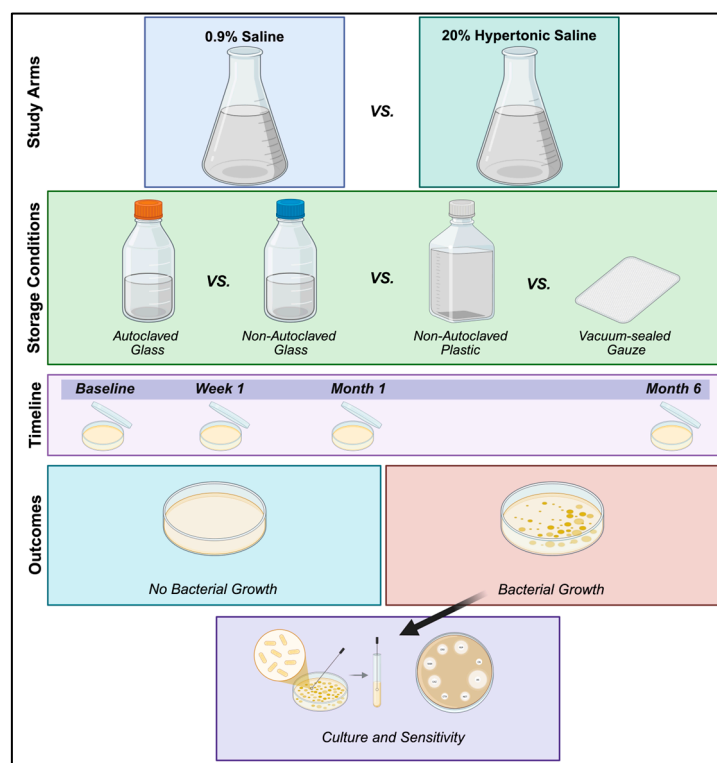 Study Arms
0.9% Saline
VS.
20% Hypertonic Saline
Storage Conditions
VS.
VS.
VS.
Autoclaved
Glass
Non-Autoclaved
Glass
Non-Autoclaved
Plastic
Vacuum-sealed
Gauze
Timeline
Baseline
Week 1
Month 1
Month 6
Outcomes
No Bacterial Growth
Bacterial Growth
Culture and Sensitivity